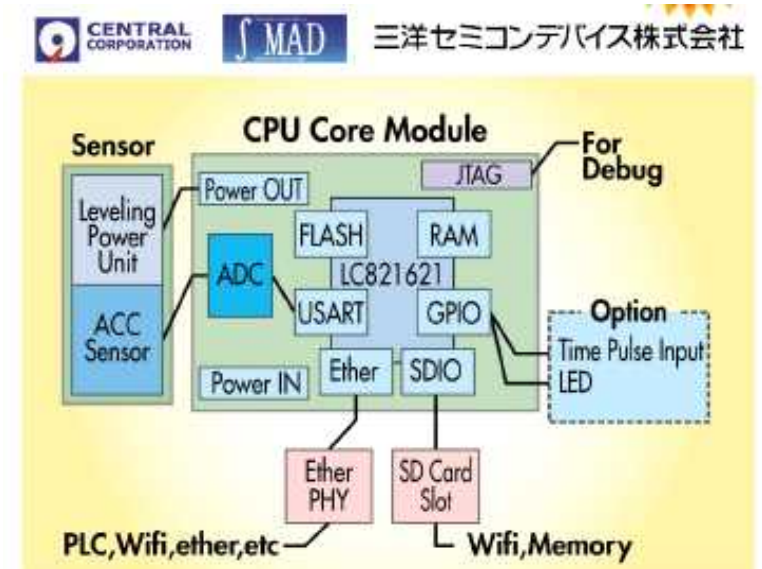 CENTRAL
CORPORATION
∫ MAD
三洋セミコンデバイス株式会社
CPU Core Module
Sensor
For
Debug
JTAG
Power OUT
Leveling
Power
Unit
FLASH
RAM
ADC
LC821621
USART
GPIO
Option
ACC
Sensor
Time Pulse Input
LED
Power IN
Ether
SDIO
Ether
PHY
SD Card
Slot
PLC,Wifi,ether,etc
Wifi,Memory